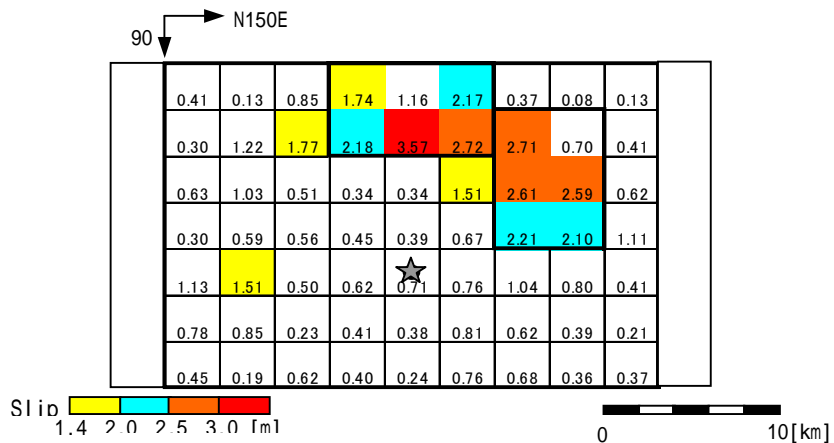 N150E
90
0.41 0.13 0.85 1.74 1.16 2.17 0.37 0.08 0.13
0.30 1.22 1.77 2.18 3.57 2.72 2.71 0.70 0.41
0.63 1.03 0.51 0.34 0.34 1.51 2.61 2.59 0.62
0.30 0.59 0.56 0.45 0.39 0.67 2.21 2.10 1.11
1.13 1.51 0.50 0.62 0.71 0.76 1.04 0.80 0.41
0.78 0.85 0.23 0.41 0.38 0.81 0.62 0.39 0.21
0.45 0.19 0.62 0.40 0.24 0.76 0.68 0.36 0.37
Slip
1.4 2.0 2.5 3.0 [m]
0 10[km]